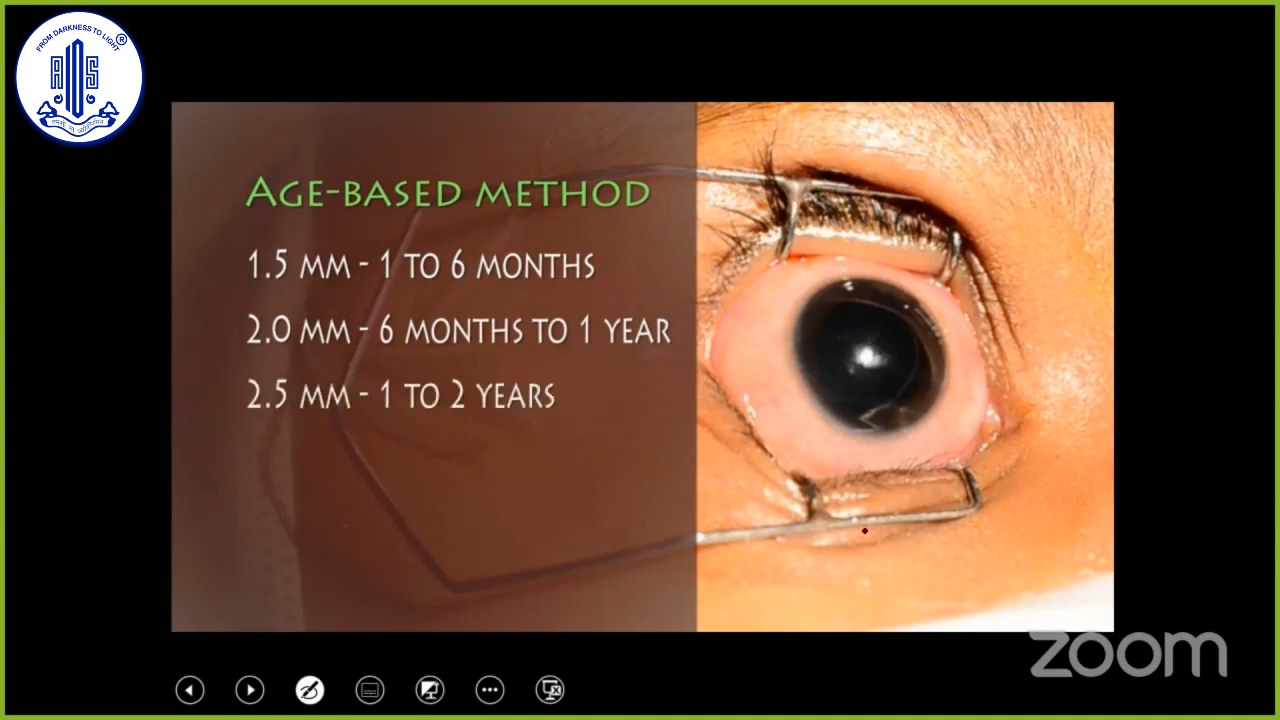 FROM DARKNESS TO LIGHT
®
AIS
AGE-BASED METHOD
1.5 MM - 1 TO 6 MONTHS
2.0 MM - 6 MONTHS TO 1 YEAR
2.5 MM - 1 TO 2 YEARS
zoom